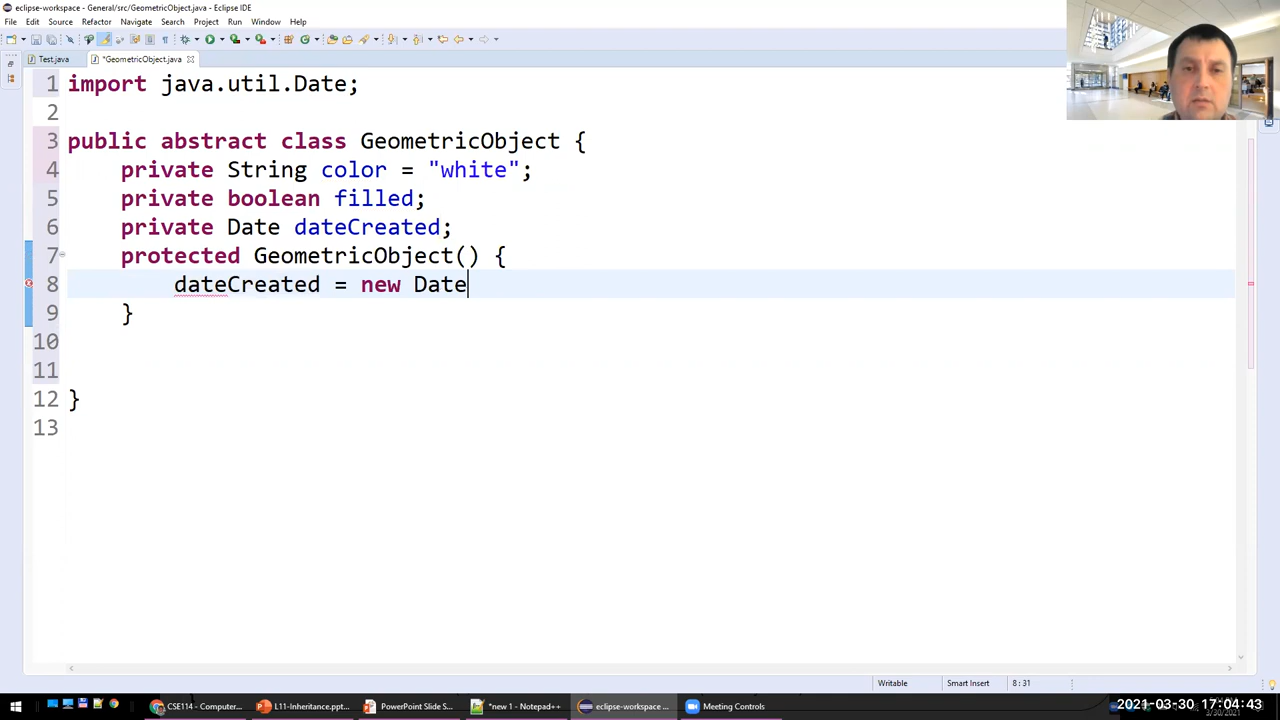 eclipse-workspace - General/src/GeometricObject.java - Eclipse IDE
File Edit Source Refactor Navigate Search Project Run Window Help
Test.java *GeometricObject.java
1 import java.util.Date;
2
3 public abstract class GeometricObject {
4 private String color = "white";
5 private boolean filled;
6 private Date dateCreated;
7 protected GeometricObject() {
8 dateCreated = new Date
9 }
10
11
12 }
13
Writable Smart Insert 8 : 31
CSE114 - Computer... L11-Inheritance.ppt... PowerPoint Slide S... *new 1 - Notepad++ eclipse-workspace ... Meeting Controls
2021-03-30 17:04:43
3/30/2021